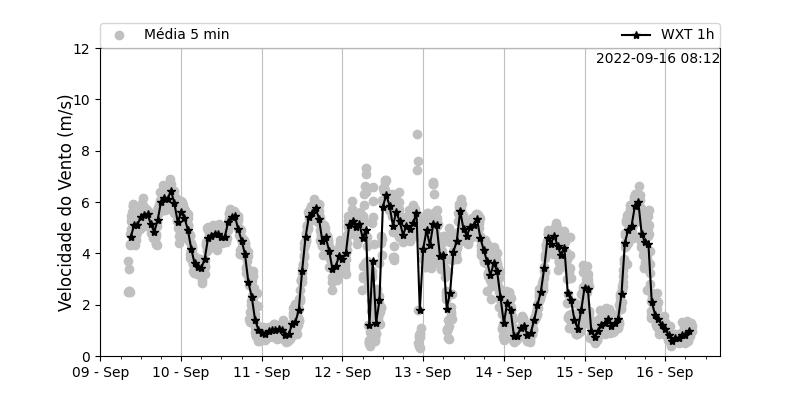 Média 5 min WXT 1h
2022-09-16 08:12
Velocidade do Vento (m/s)
12
10
8
6
4
2
0
09 - Sep 10 - Sep 11 - Sep 12 - Sep 13 - Sep 14 - Sep 15 - Sep 16 - Sep